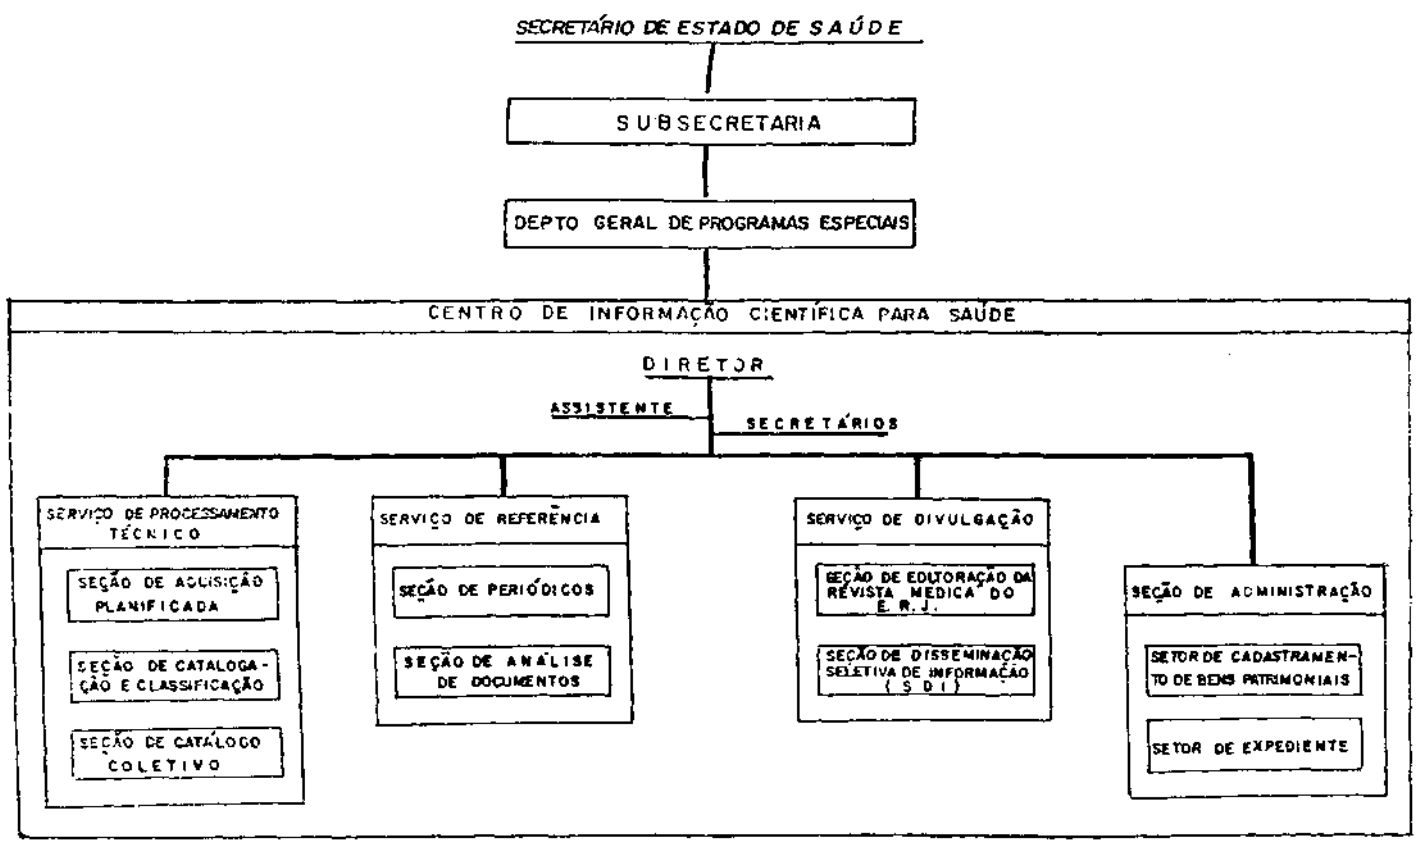 SECRETÁRIO DE ESTADO DE SAÚDE
SUBSECRETARIA
DEPTO GERAL DE PROGRAMAS ESPECIAIS
CENTRO DE INFORMAÇÃO CIENTÍFICA PARA SAÚDE
DIRETOR
ASSISTENTE
SECRETÁRIOS
SERVIÇO DE PROCESSAMENTO
TÉCNICO
SEÇÃO DE AQUISIÇÃO
PLANIFICADA
SEÇÃO DE CATALOGA-
ÇÃO E CLASSIFICAÇÃO
SEÇÃO DE CATÁLOGO
COLETIVO
SERVIÇO DE REFERÊNCIA
SEÇÃO DE PERIÓDICOS
SEÇÃO DE ANÁLISE
DE DOCUMENTOS
SERVIÇO DE DIVULGAÇÃO
SEÇÃO DE EDITORAÇÃO DA
REVISTA MÉDICA DO
E. R. J.
SEÇÃO DE DISSEMINAÇÃO
SELETIVA DE INFORMAÇÃO
( S D I )
SEÇÃO DE ADMINISTRAÇÃO
SETOR DE CADASTRAMEN-
TO DE BENS PATRIMONIAIS
SETOR DE EXPEDIENTE